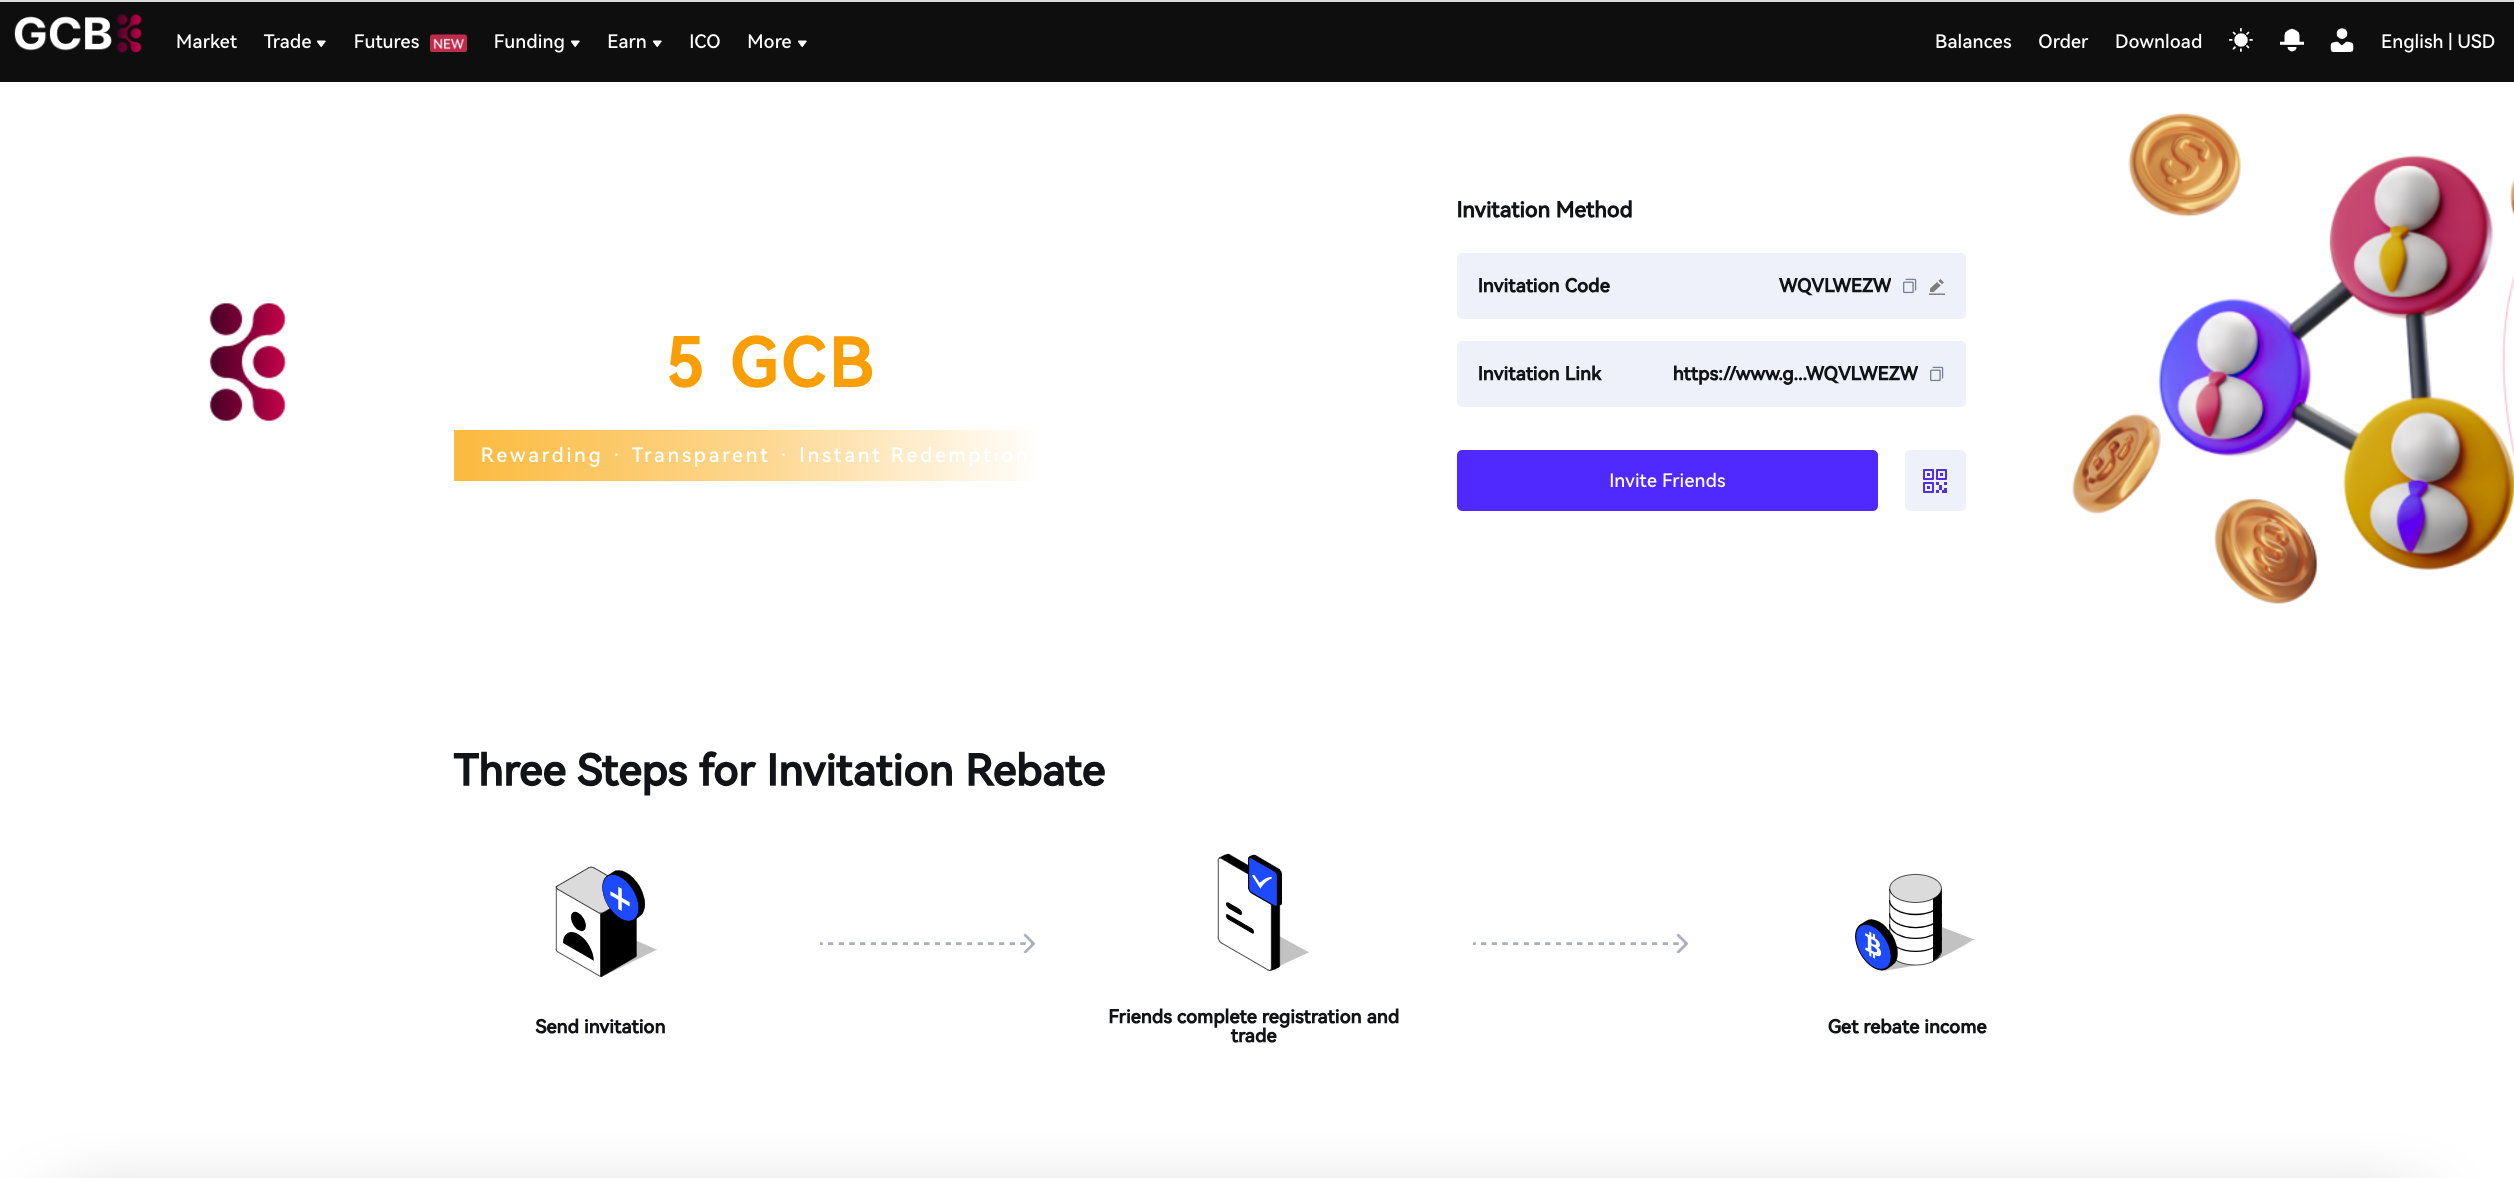 GCB
Market Trade Futures NEW Funding Earn ICO More Balances Order Download English | USD
Invitation Method
Invitation Code WQVLWEZW
Invitation Link https://www.g...WQVLWEZW
5 GCB
Rewarding · Transparent · Instant Redemption
Invite Friends
Three Steps for Invitation Rebate
Send invitation
Friends complete registration and
trade
Get rebate income